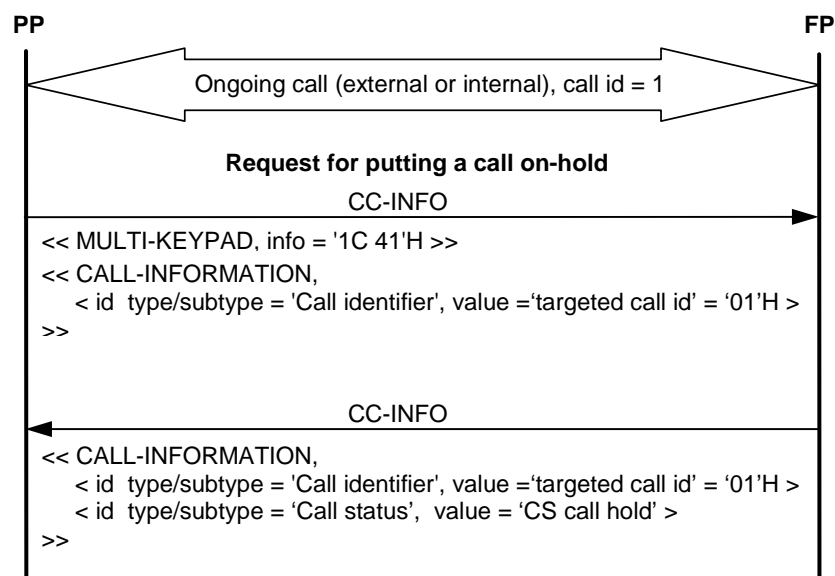 PP FP
Ongoing call (external or internal), call id = 1
Request for putting a call on-hold
CC-INFO
<< MULTI-KEYPAD, info = '1C 41'H >>
<< CALL-INFORMATION,
< id type/subtype = 'Call identifier', value =‘targeted call id’ = ‘01’H >
>>
CC-INFO
<< CALL-INFORMATION,
< id type/subtype = 'Call identifier', value =‘targeted call id’ = ‘01’H >
< id type/subtype = ‘Call status’, value = ‘CS call hold’ >
>>